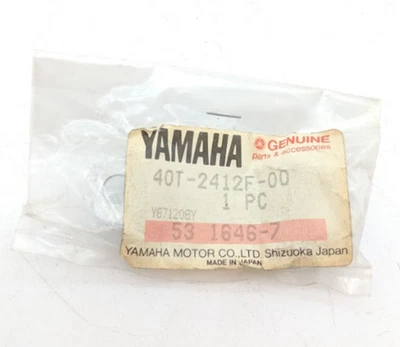 YAMAHA
GENUINE
Parts & accessories
40T-2412F-00
1 PC
Y671208Y
53 1646-7
YAMAHA MOTOR CO.,LTD. Shizuoka Japan
MADE IN JAPAN